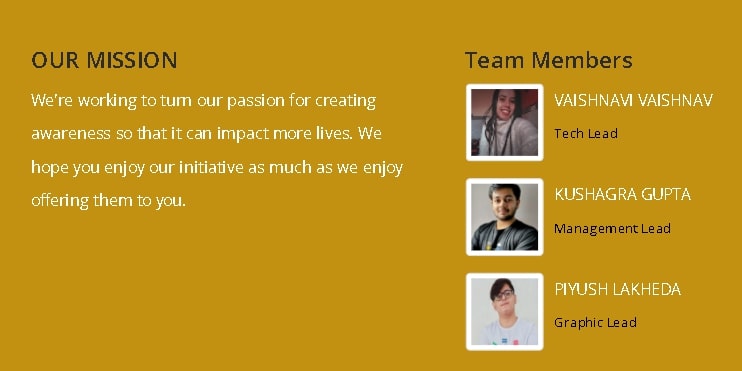 OUR MISSION
We're working to turn our passion for creating
awareness so that it can impact more lives. We
hope you enjoy our initiative as much as we enjoy
offering them to you.
Team Members
VAISHNAVI VAISHNAV
Tech Lead
KUSHAGRA GUPTA
Management Lead
PIYUSH LAKHEDA
Graphic Lead